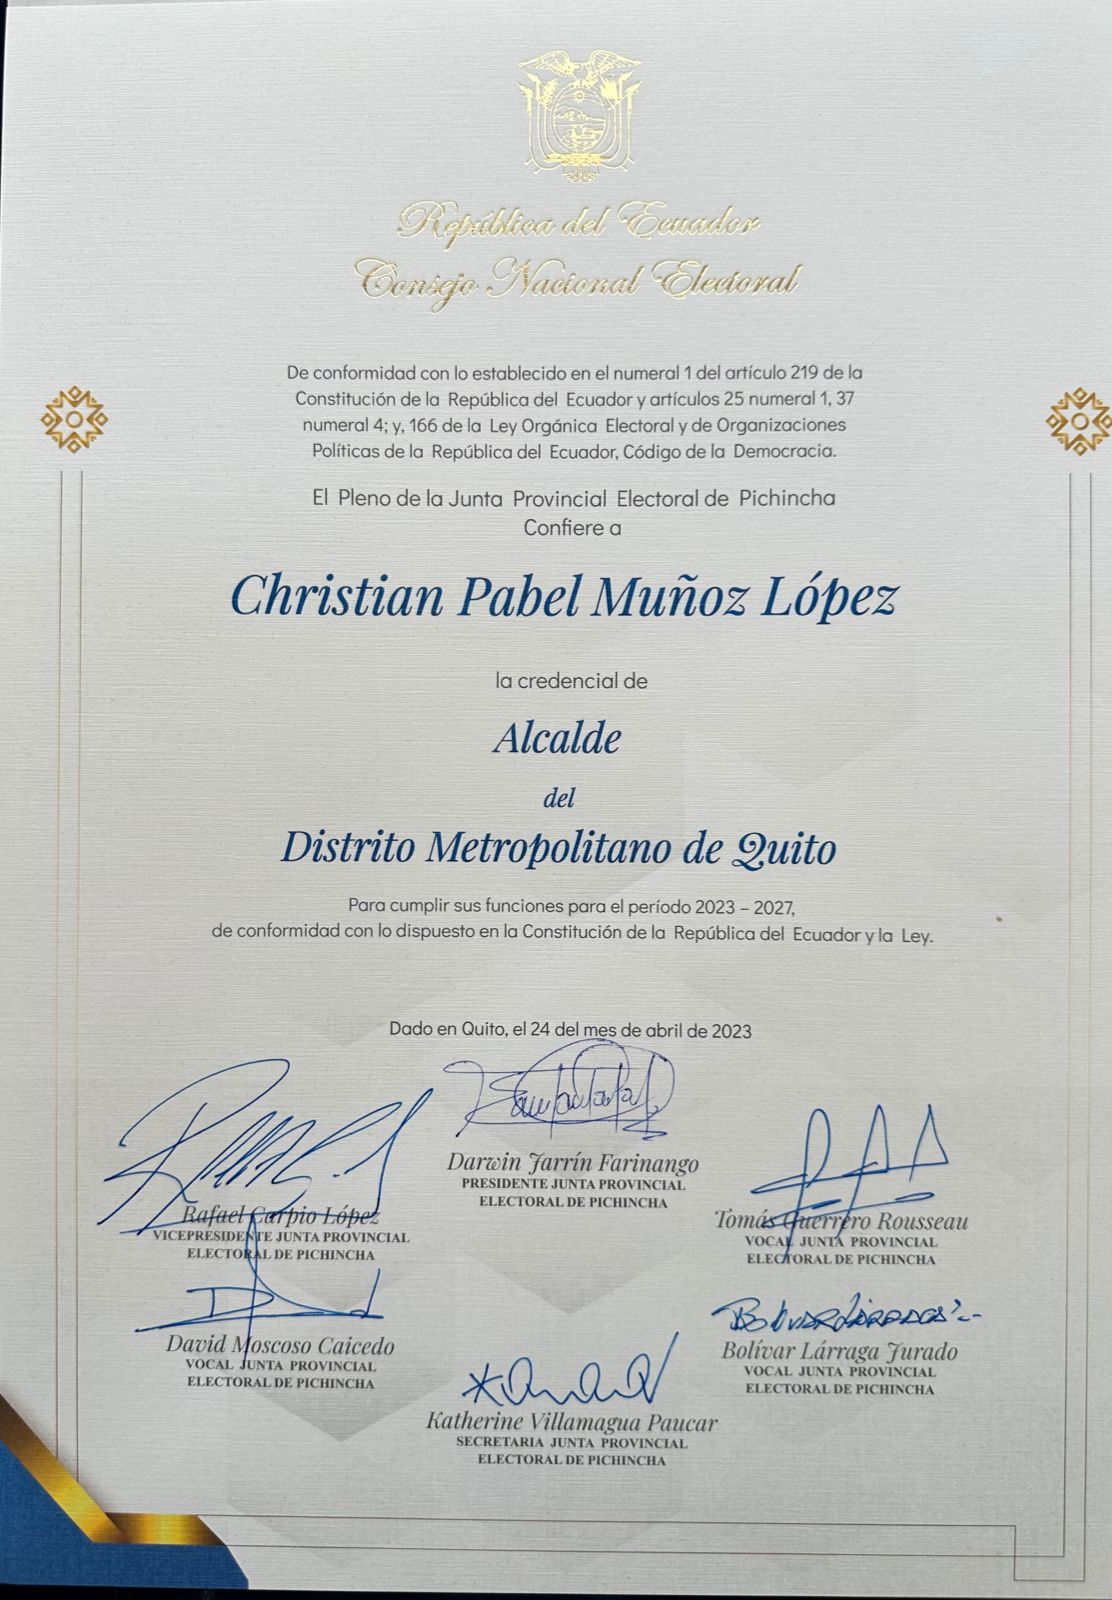 República del Ecuador
Consejo Nacional Electoral
De conformidad con lo establecido en el numeral 1 del artículo 219 de la
Constitución de la República del Ecuador y artículos 25 numeral 1, 37
numeral 4; y, 166 de la Ley Orgánica Electoral y de Organizaciones
Políticas de la República del Ecuador, Código de la Democracia.
El Pleno de la Junta Provincial Electoral de Pichincha
Confiere a
Christian Pabel Muñoz López
la credencial de
Alcalde
del
Distrito Metropolitano de Quito
Para cumplir sus funciones para el período 2023 – 2027,
de conformidad con lo dispuesto en la Constitución de la República del Ecuador y la Ley.
Dado en Quito, el 24 del mes de abril de 2023
Darwin Jarrín Farinango
PRESIDENTE JUNTA PROVINCIAL
ELECTORAL DE PICHINCHA
Rafael Carpio López
VICEPRESIDENTE JUNTA PROVINCIAL
ELECTORAL DE PICHINCHA
Tomás Guerrero Rousseau
VOCAL JUNTA PROVINCIAL
ELECTORAL DE PICHINCHA
David Moscoso Caicedo
VOCAL JUNTA PROVINCIAL
ELECTORAL DE PICHINCHA
Bolívar Lárraga Jurado
VOCAL JUNTA PROVINCIAL
ELECTORAL DE PICHINCHA
Katherine Villamagua Paucar
SECRETARIA JUNTA PROVINCIAL
ELECTORAL DE PICHINCHA